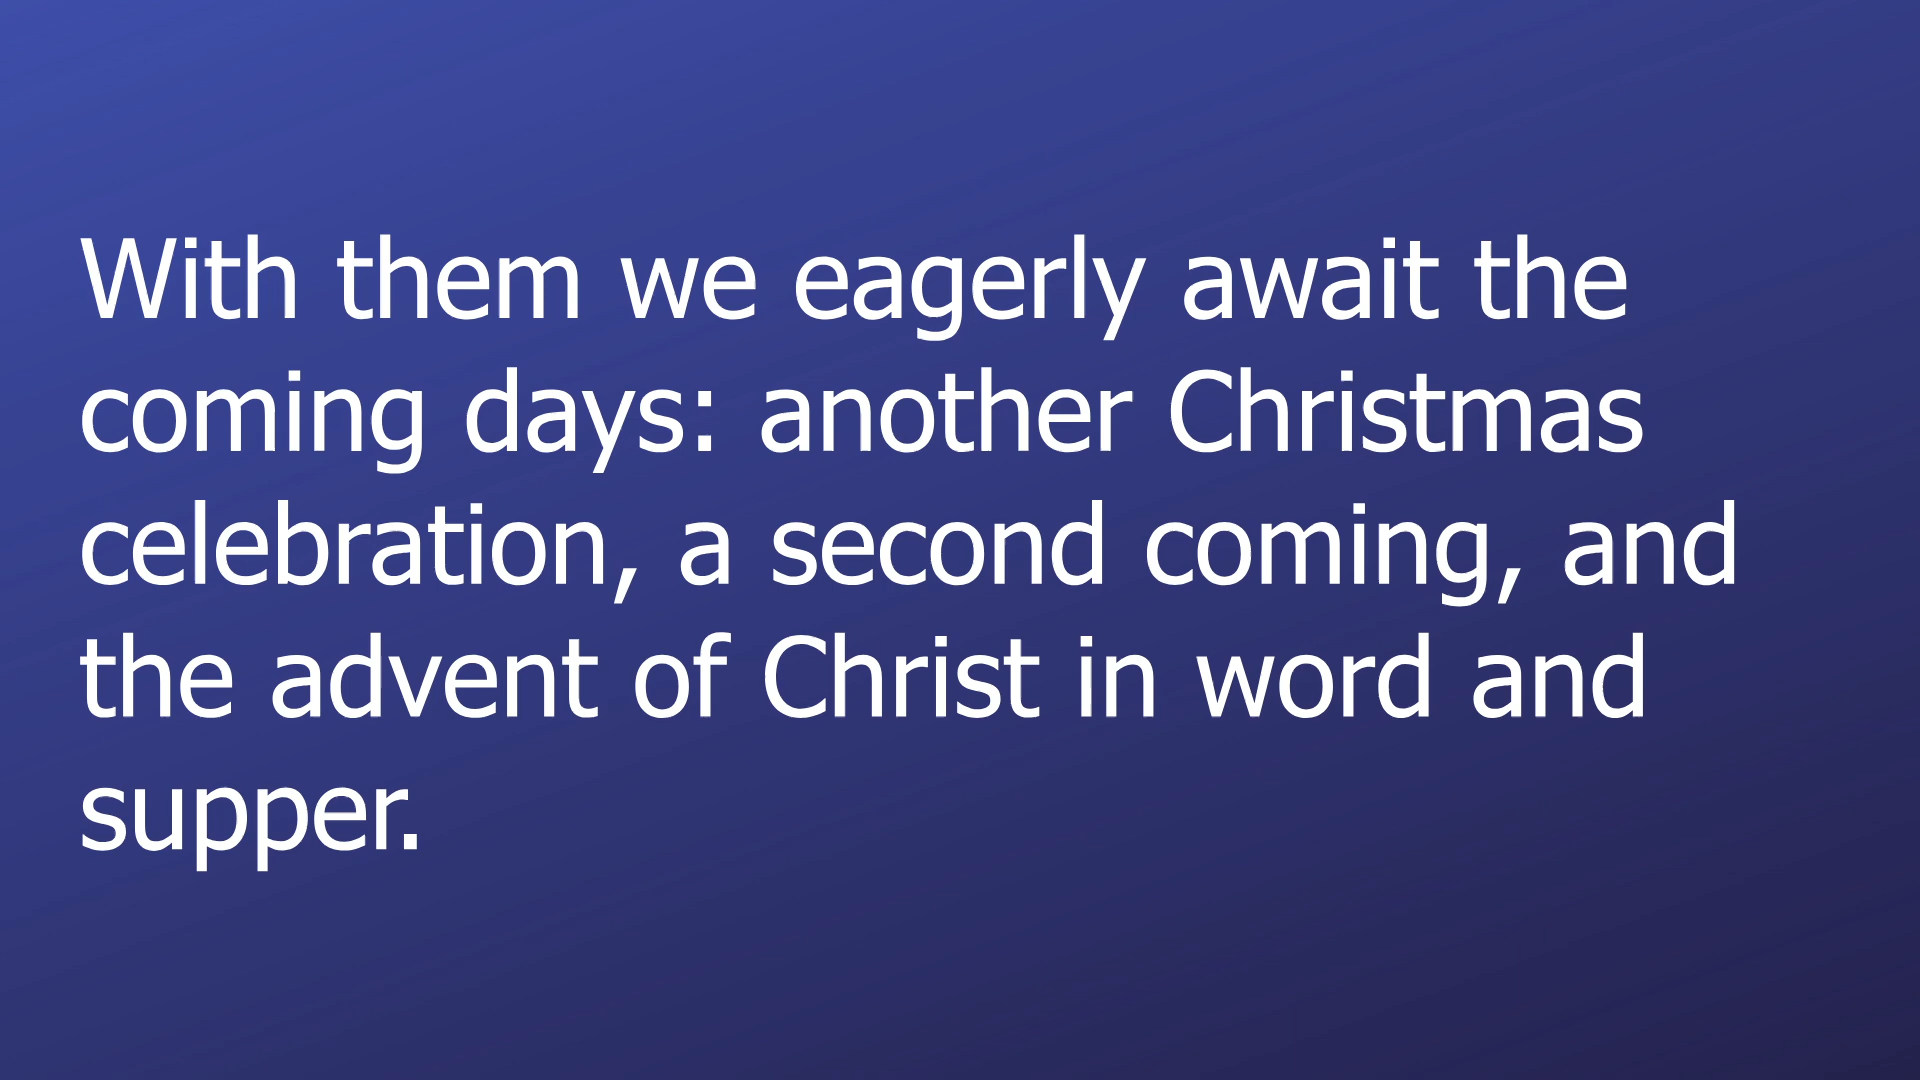 With them we eagerly await the
coming days: another Christmas
celebration, a second coming, and
the advent of Christ in word and
supper.